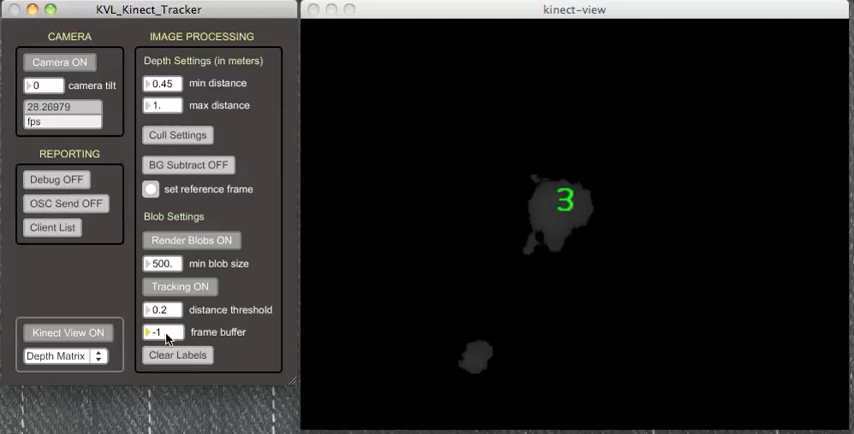 KVL_Kinect_Tracker
CAMERA
Camera ON
0 camera tilt
28.26979
fps
REPORTING
Debug OFF
OSC Send OFF
Client List
Kinect View ON
Depth Matrix
IMAGE PROCESSING
Depth Settings (in meters)
0.45 min distance
1. max distance
Cull Settings
BG Subtract OFF
set reference frame
Blob Settings
Render Blobs ON
500. min blob size
Tracking ON
0.2 distance threshold
-1 frame buffer
Clear Labels
kinect-view
3